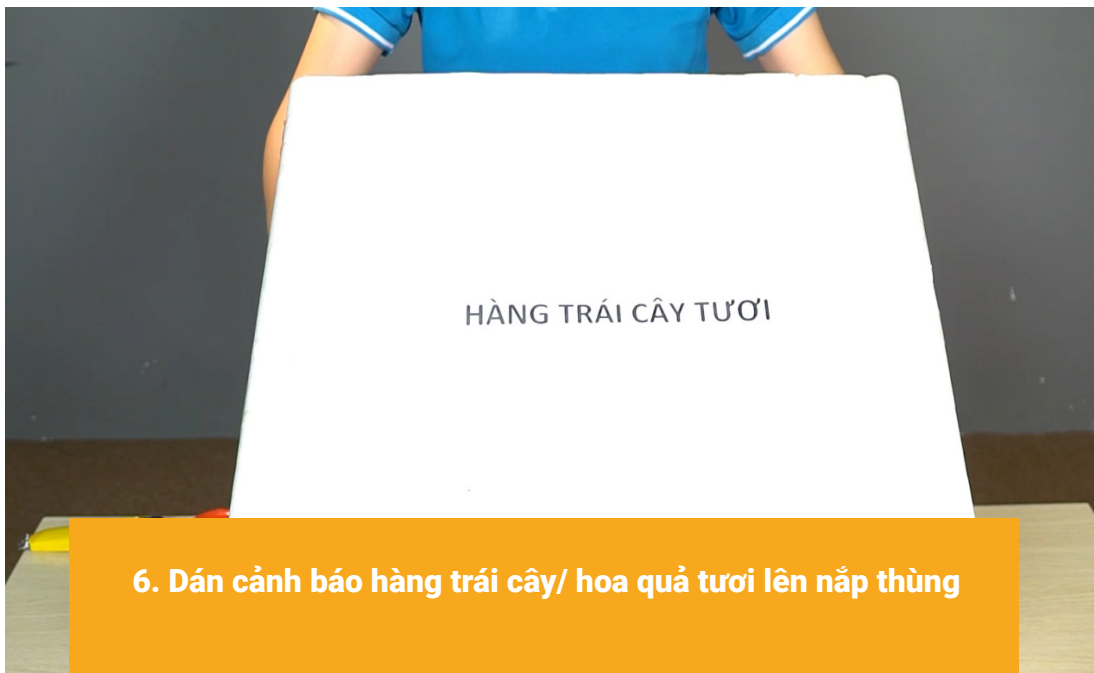 HÀNG TRÁI CÂY TƯƠI
6. Dán cảnh báo hàng trái cây/ hoa quả tươi lên nắp thùng